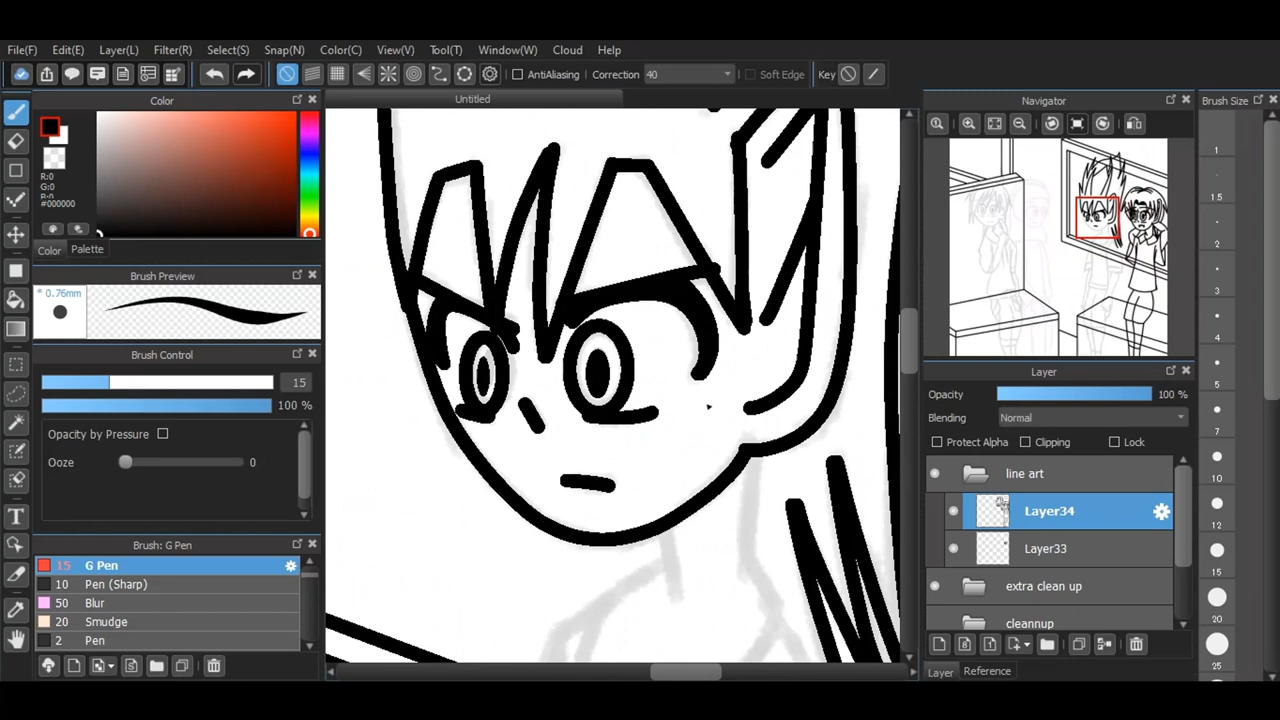 File(F) Edit(E) Layer(L) Filter(R) Select(S) Snap(N) Color(C) View(V) Tool(T) Window(W) Cloud Help
AntiAliasing Correction 40 Soft Edge Key
Color
R:0
G:0
B:0
#000000
Color Palette
Brush Preview
* 0.76mm
Brush Control
15
100 %
Opacity by Pressure
Ooze 0
Brush: G Pen
15 G Pen
10 Pen (Sharp)
50 Blur
20 Smudge
2 Pen
Untitled
Navigator
Layer
Opacity 100 %
Blending Normal
Protect Alpha Clipping Lock
line art
Layer34
Layer33
extra clean up
cleannup
Layer Reference
Brush Size
1
1.5
2
3
4
5
7
10
12
15
20
25